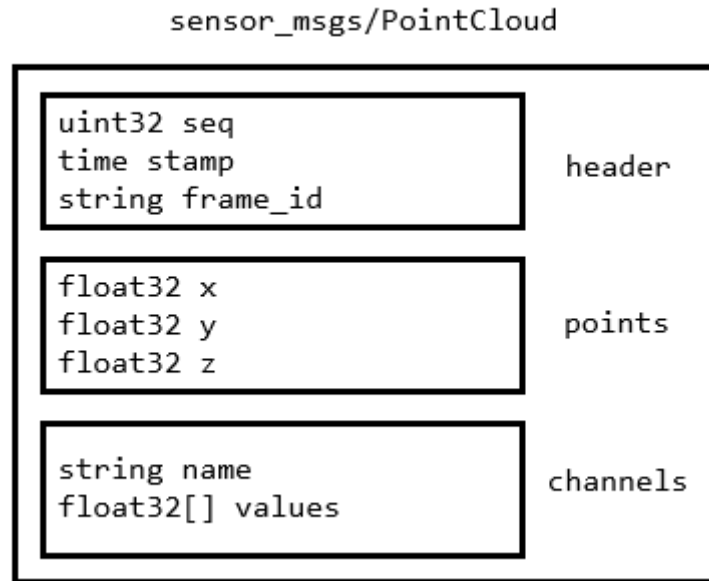 sensor_msgs/PointCloud
uint32 seq
time stamp
string frame_id
header
float32 x
float32 y
float32 z
points
string name
float32[] values
channels